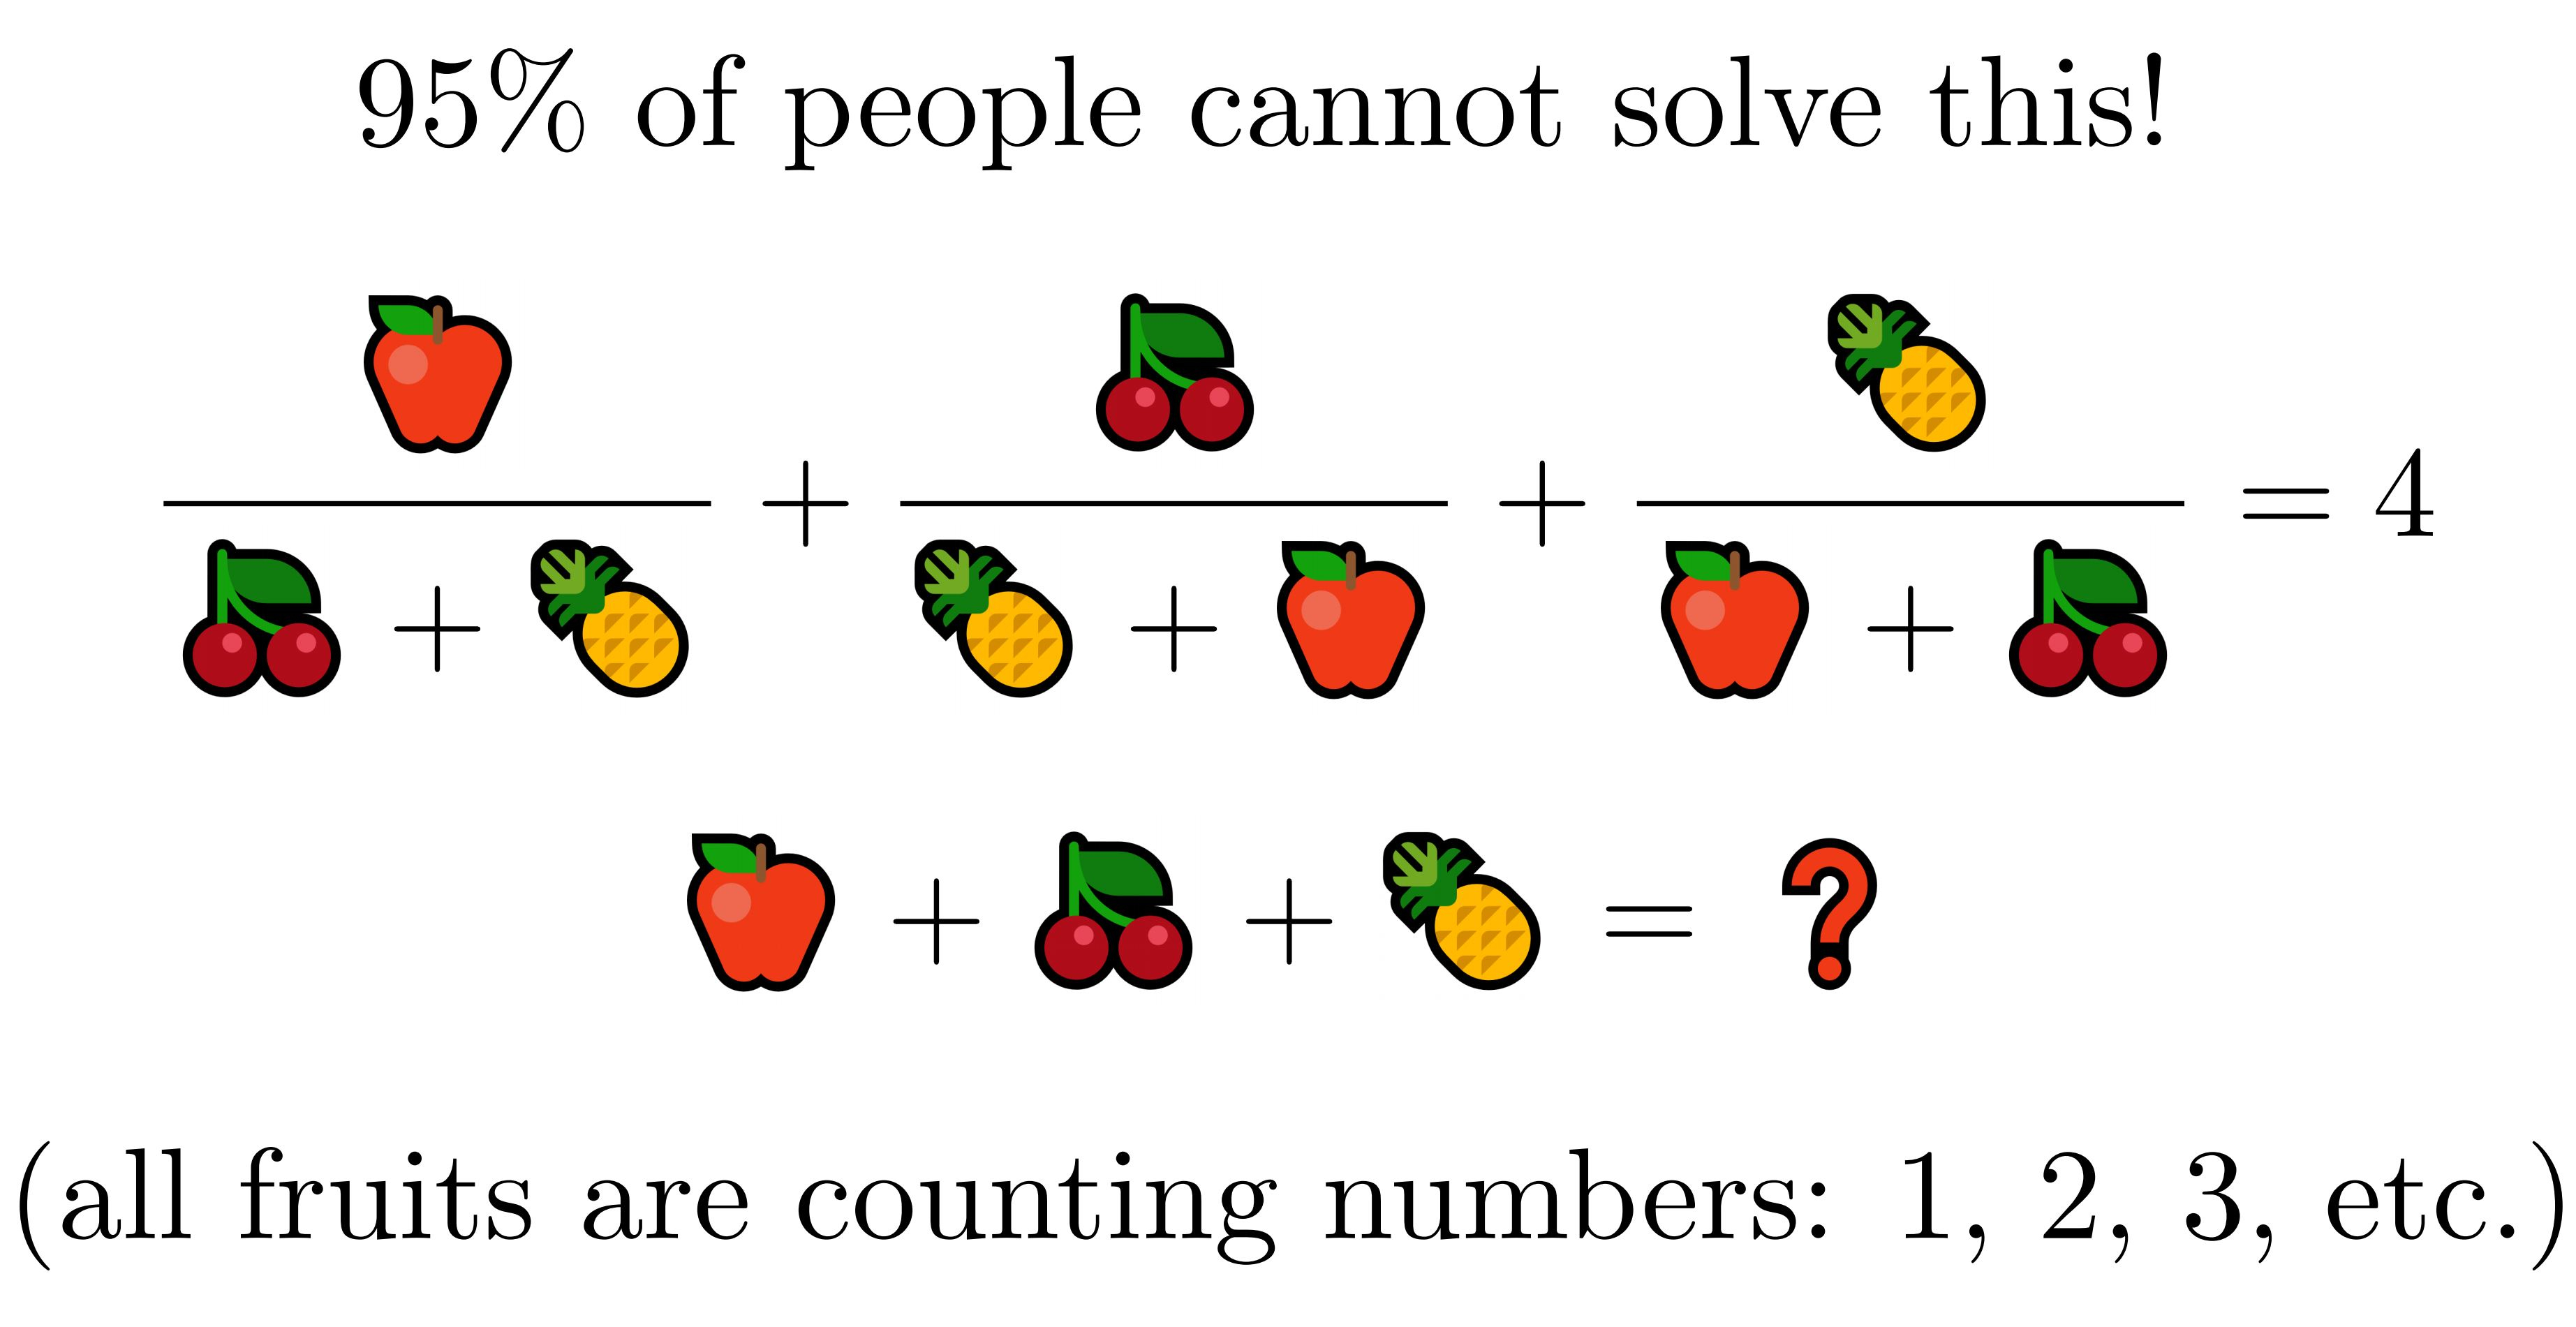 95% of people cannot solve this!
🍎/(🍒 + 🍍) + 🍒/(🍍 + 🍎) + 🍍/(🍎 + 🍒) = 4
🍎 + 🍒 + 🍍 = ❓
(all fruits are counting numbers: 1, 2, 3, etc.)